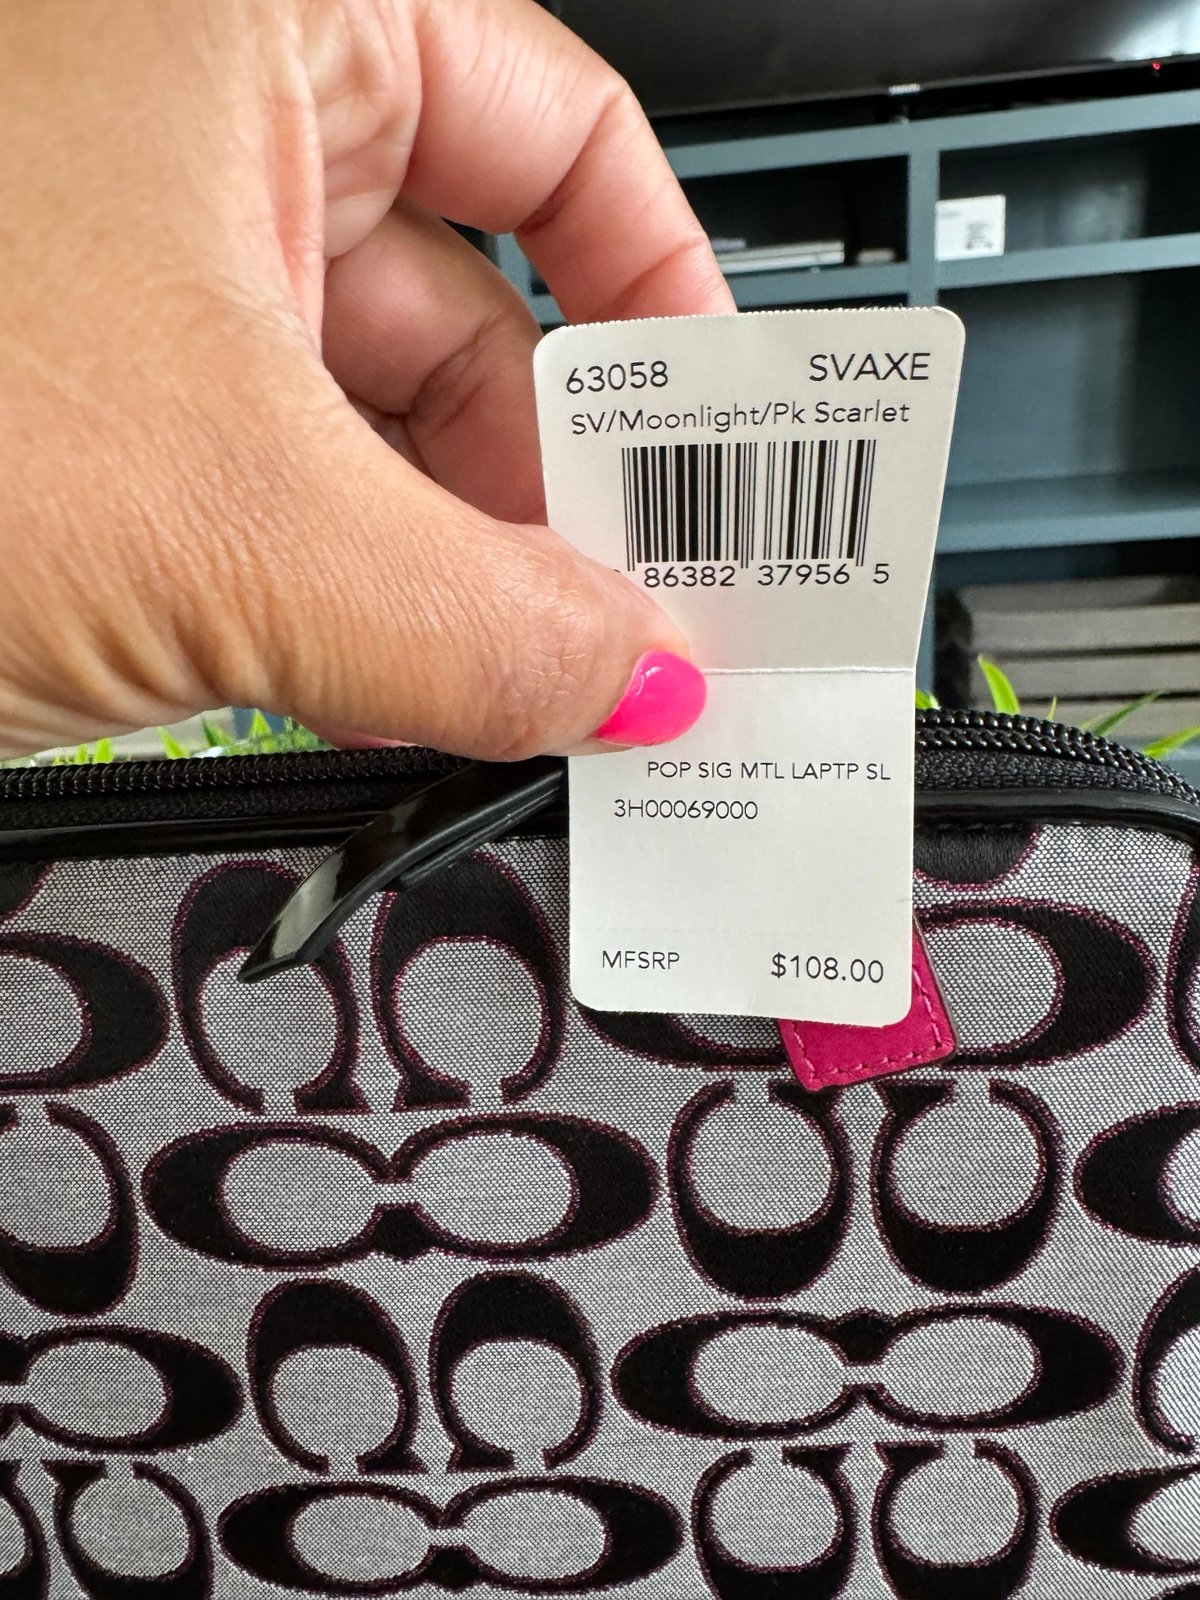 63058 SVAXE
SV/Moonlight/Pk Scarlet
86382 37956 5
POP SIG MTL LAPTP SL
3H00069000
MFSRP $108.00